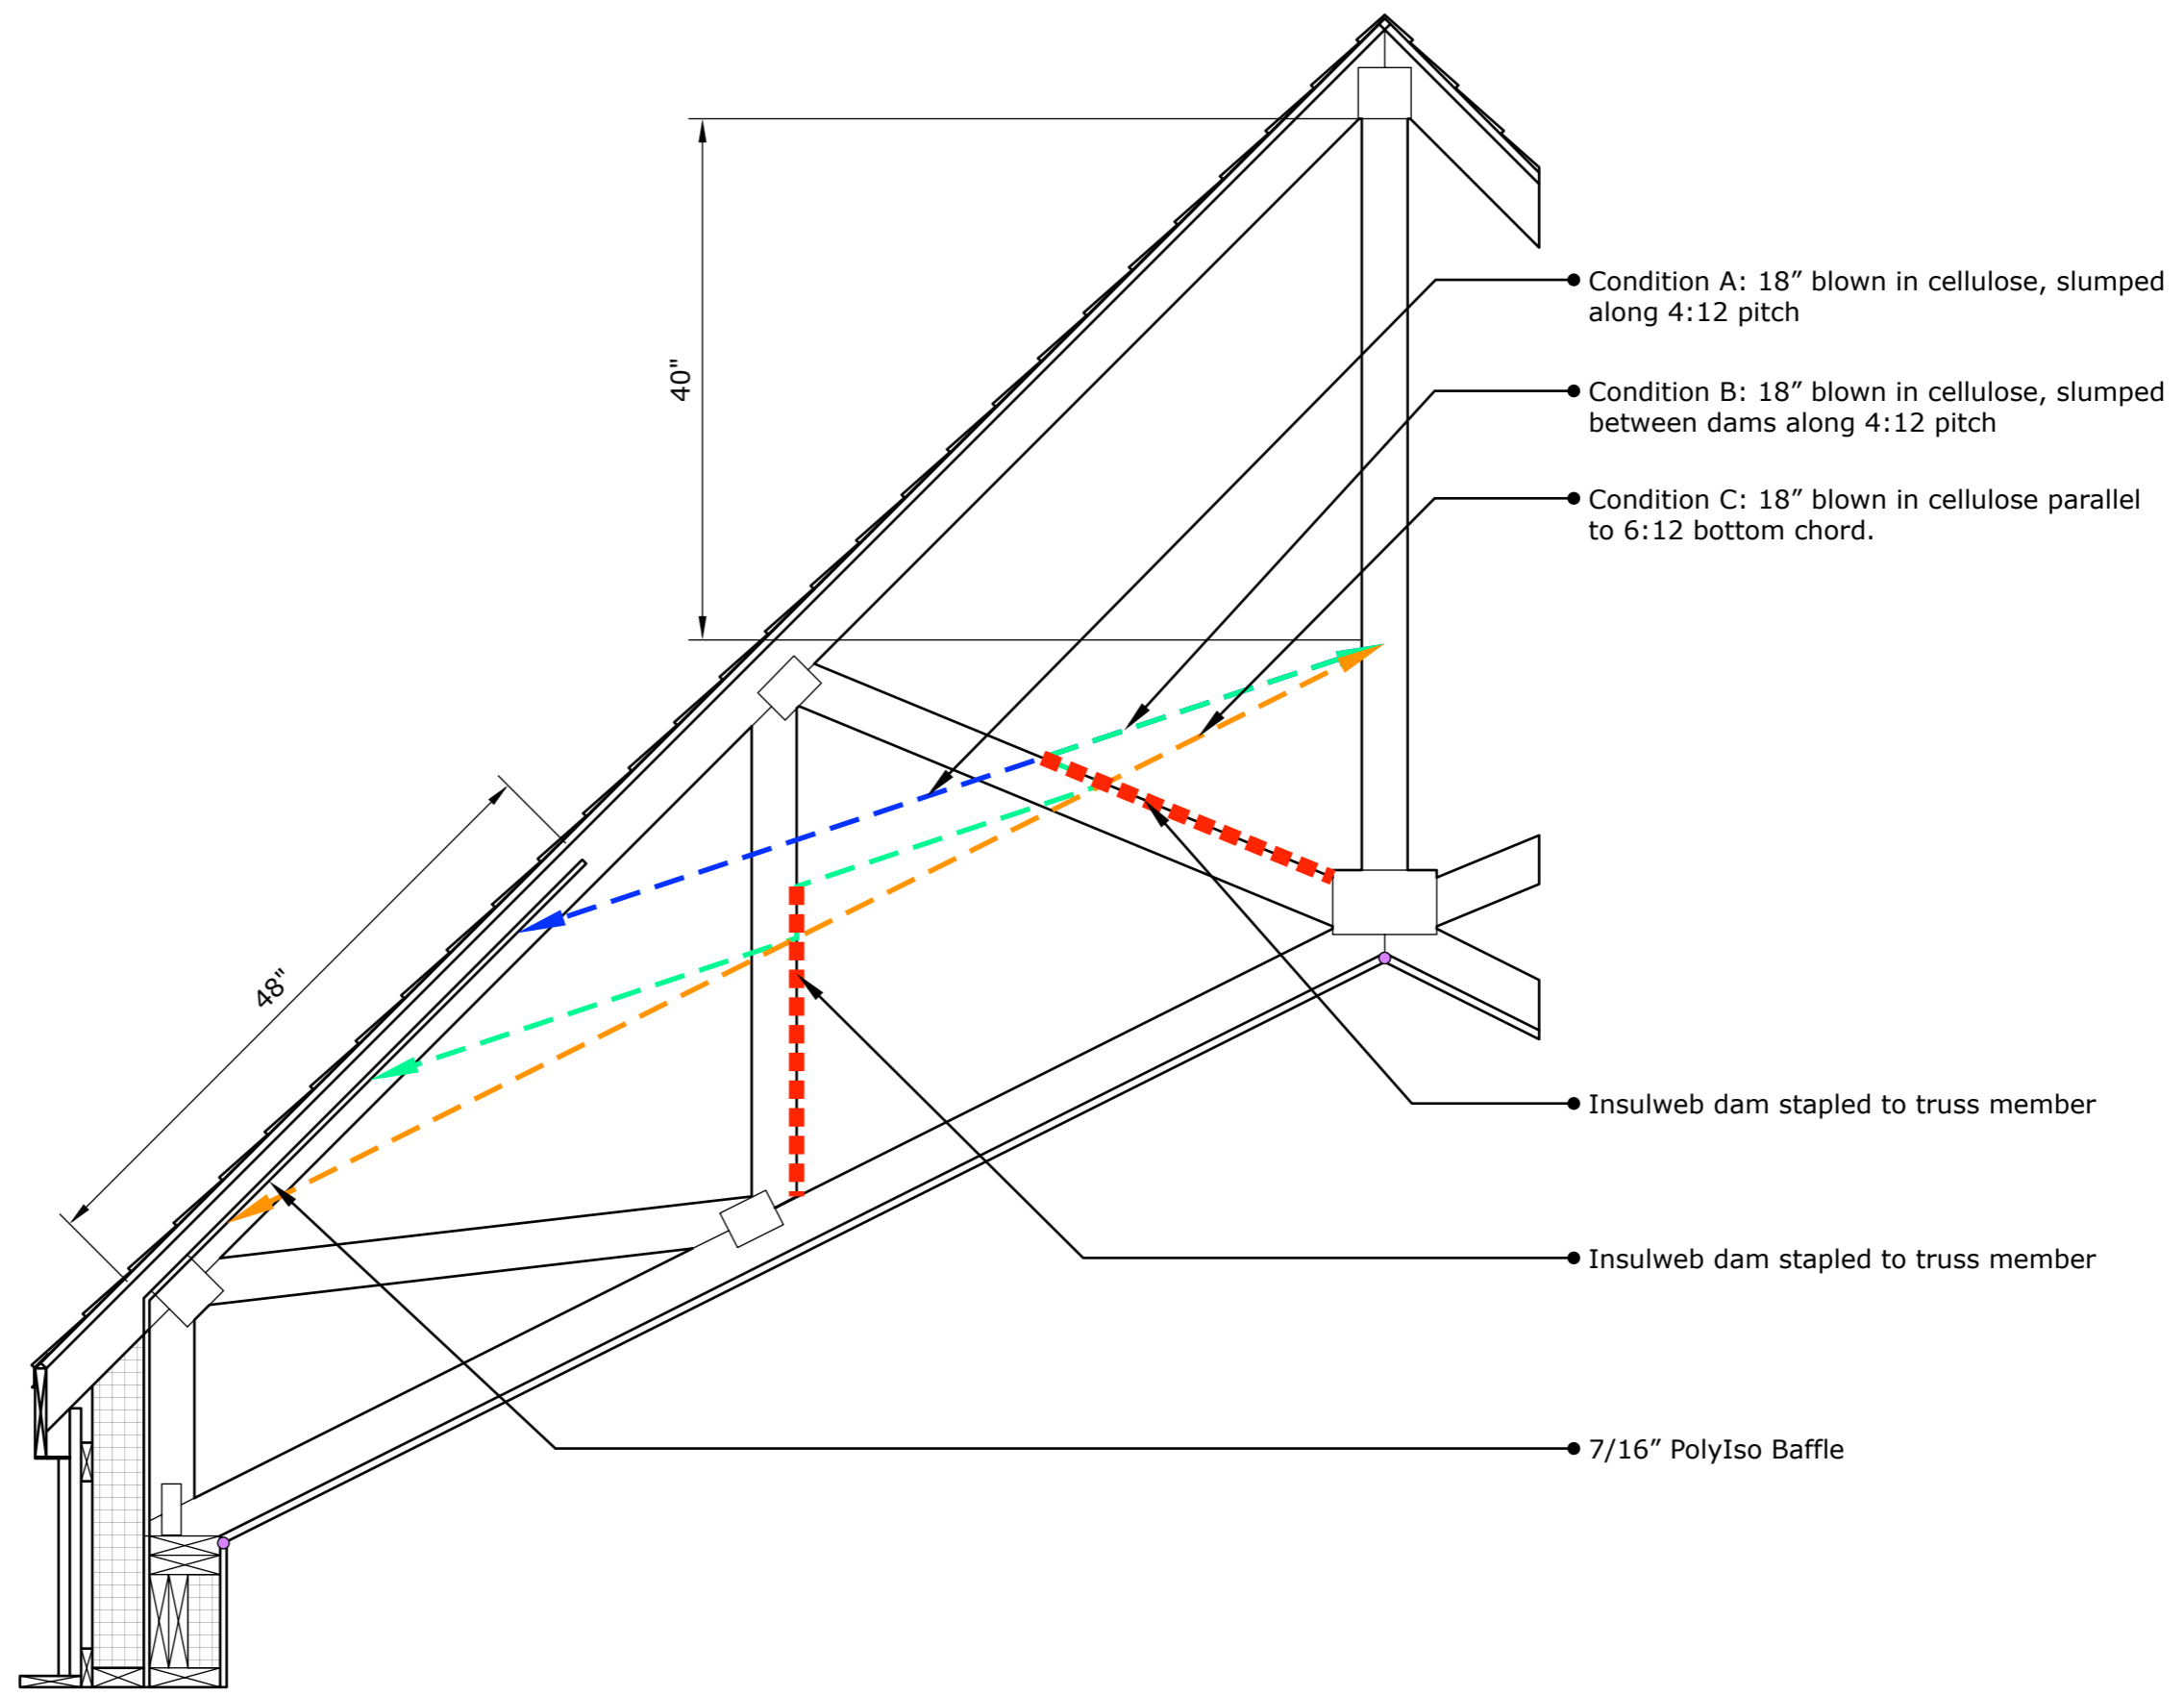 Condition A: 18” blown in cellulose, slumped
along 4:12 pitch
40"
Condition B: 18” blown in cellulose, slumped
between dams along 4:12 pitch
Condition C: 18” blown in cellulose parallel
to 6:12 bottom chord.
48"
Insulweb dam stapled to truss member
Insulweb dam stapled to truss member
7/16” PolyIso Baffle